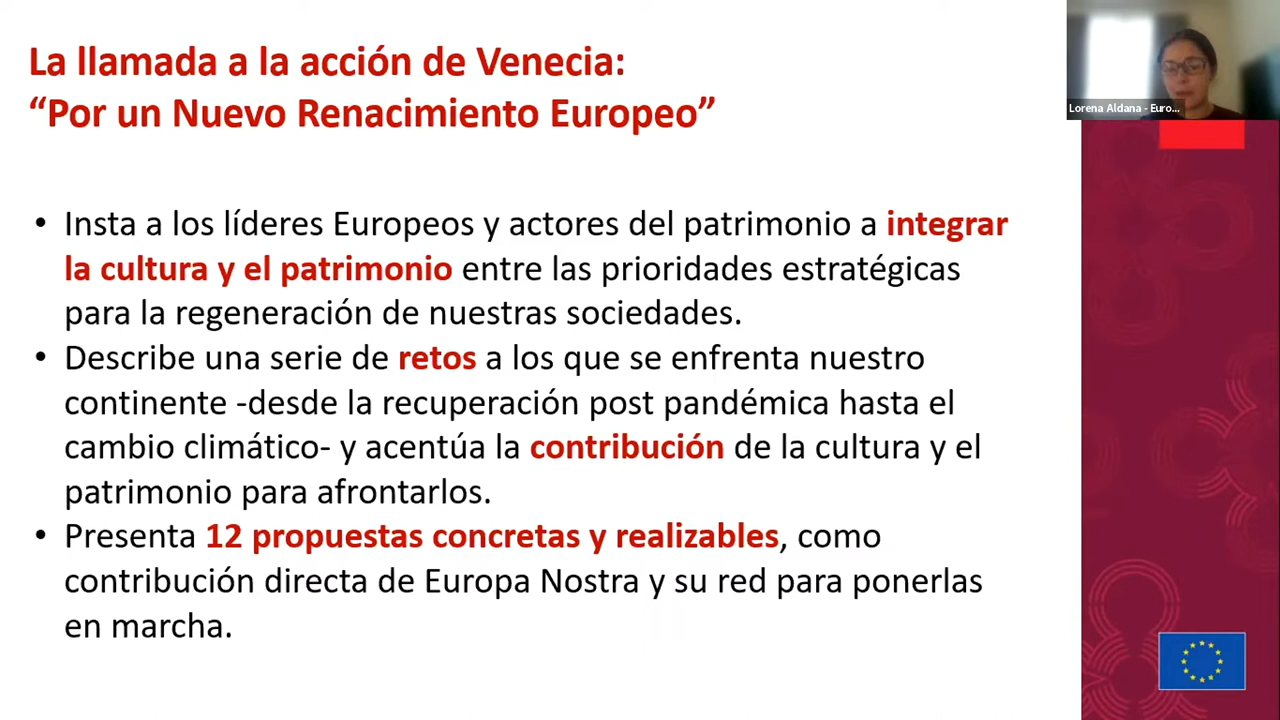 La llamada a la acción de Venecia:
“Por un Nuevo Renacimiento Europeo”
Lorena Aldana - Euro...
• Insta a los líderes Europeos y actores del patrimonio a integrar
la cultura y el patrimonio entre las prioridades estratégicas
para la regeneración de nuestras sociedades.
• Describe una serie de retos a los que se enfrenta nuestro
continente -desde la recuperación post pandémica hasta el
cambio climático- y acentúa la contribución de la cultura y el
patrimonio para afrontarlos.
• Presenta 12 propuestas concretas y realizables, como
contribución directa de Europa Nostra y su red para ponerlas
en marcha.